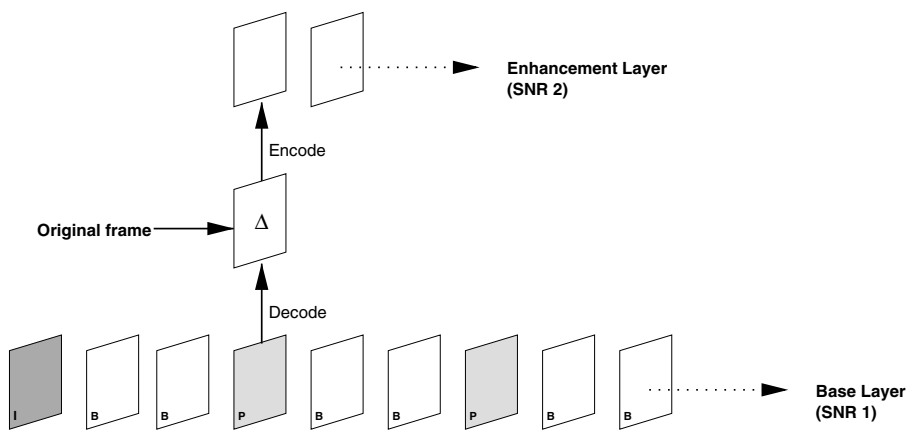 Enhancement Layer
(SNR 2)
Encode
Original frame
Δ
Decode
I
B
B
P
B
B
P
B
B
Base Layer
(SNR 1)